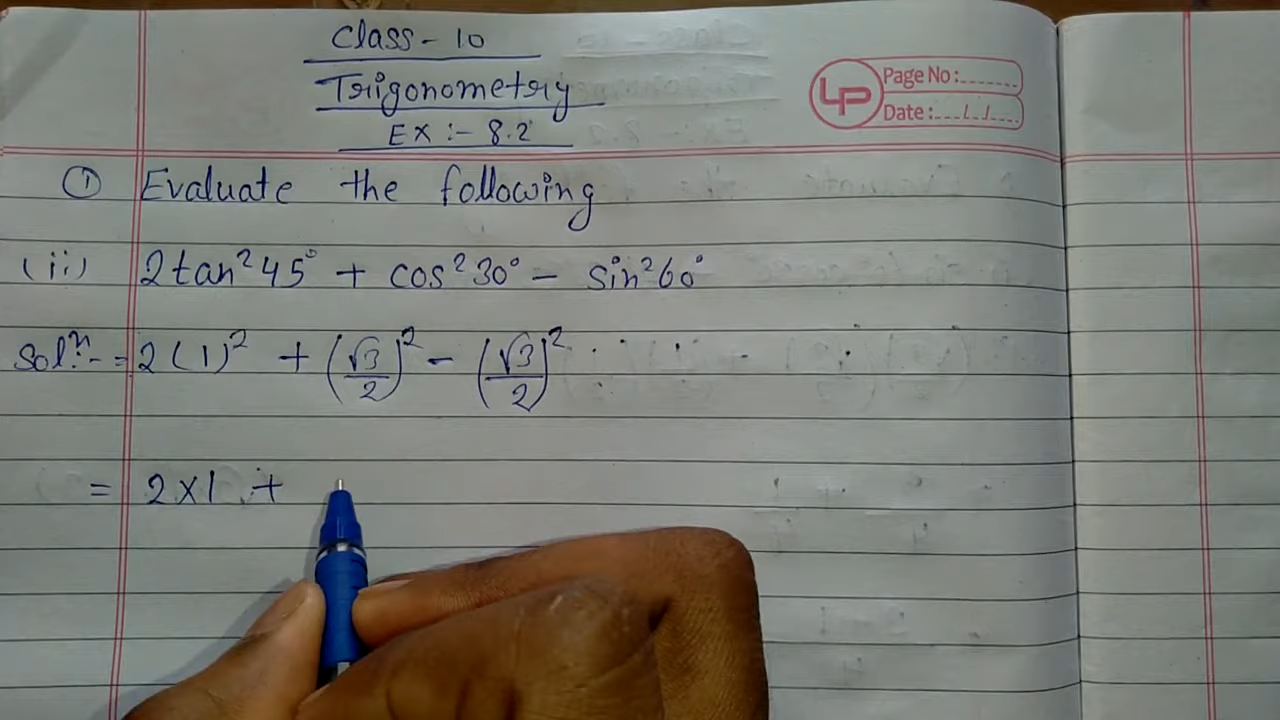 Class - 10
Trigonometry
EX :- 8.2
LP
Page No :.......
Date :.../.../....
① Evaluate the following
(ii) 2tan²45° + cos²30° - sin²60°
Solⁿ:- = 2(1)² + (√3/2)² - (√3/2)²
= 2×1 +